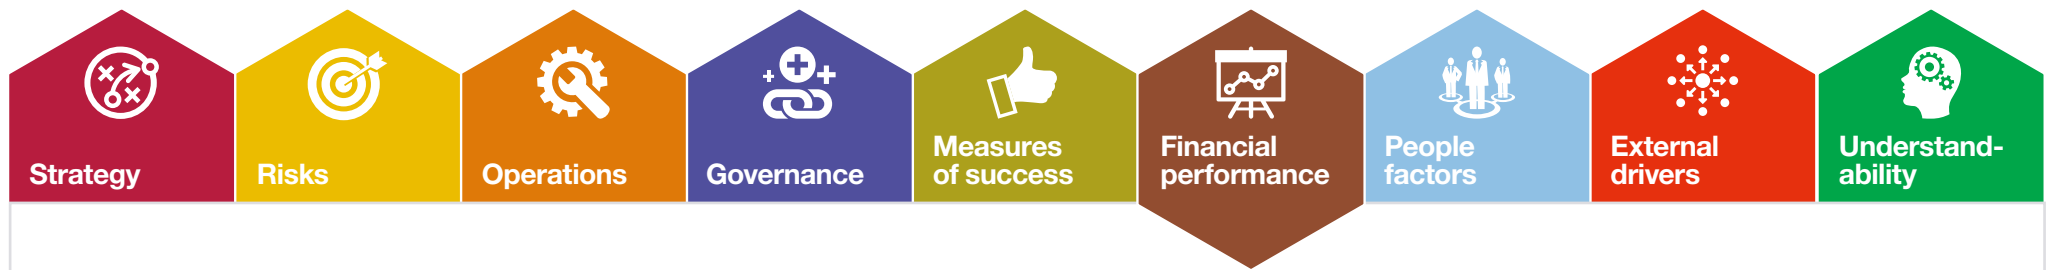 Strategy
Risks
Operations
Governance
Measures
of success
Financial
performance
People
factors
External
drivers
Understand-
ability